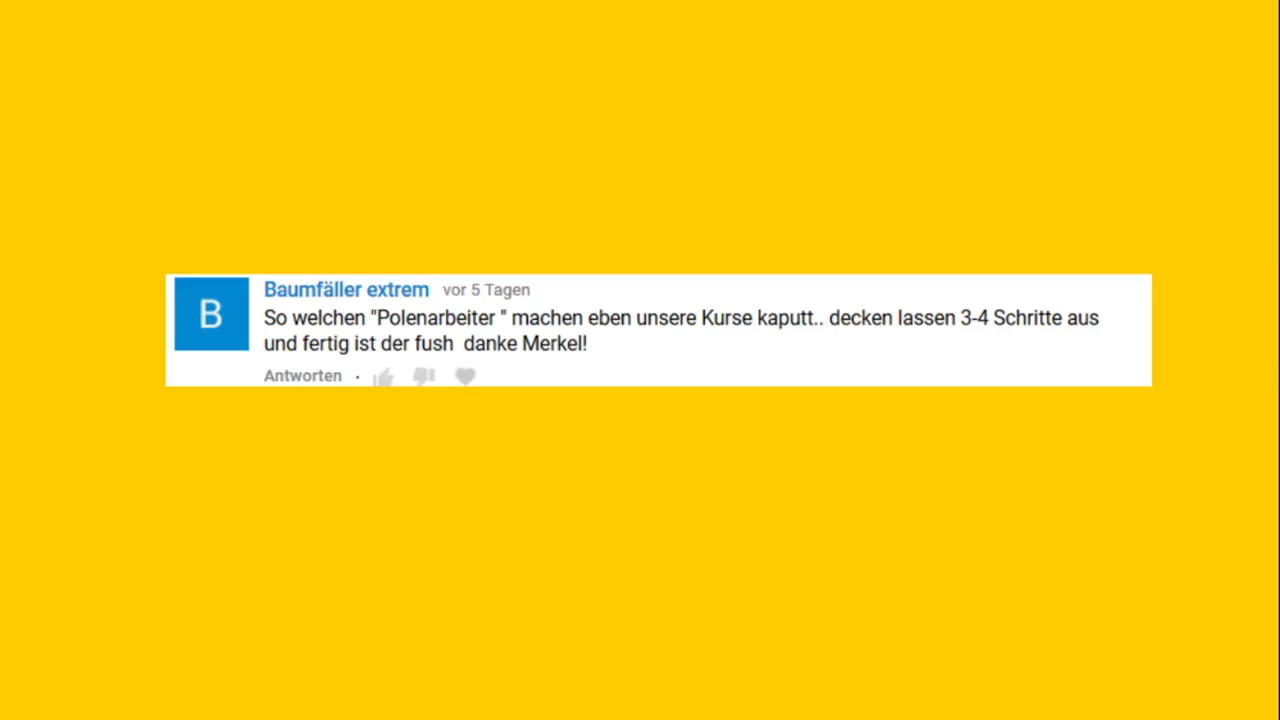 B
Baumfäller extrem vor 5 Tagen
So welchen "Polenarbeiter " machen eben unsere Kurse kaputt.. decken lassen 3-4 Schritte aus
und fertig ist der fush  danke Merkel!
Antworten ·